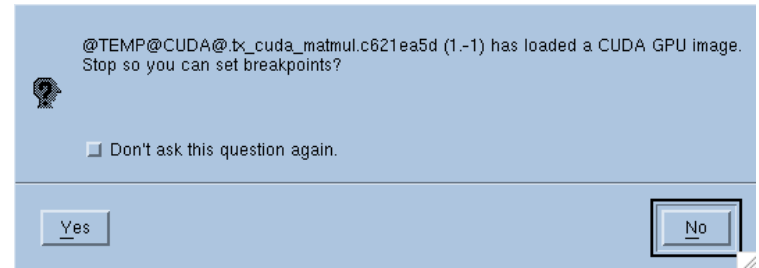 @TEMP@CUDA@.tx_cuda_matmul.c621ea5d (1.-1) has loaded a CUDA GPU image.
Stop so you can set breakpoints?
Don't ask this question again.
Yes
No